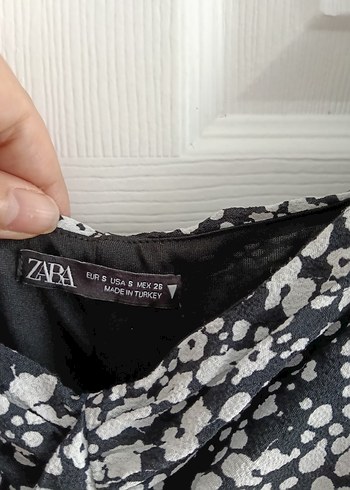 ZARA
EUR S USA S MEX 26
MADE IN TURKEY